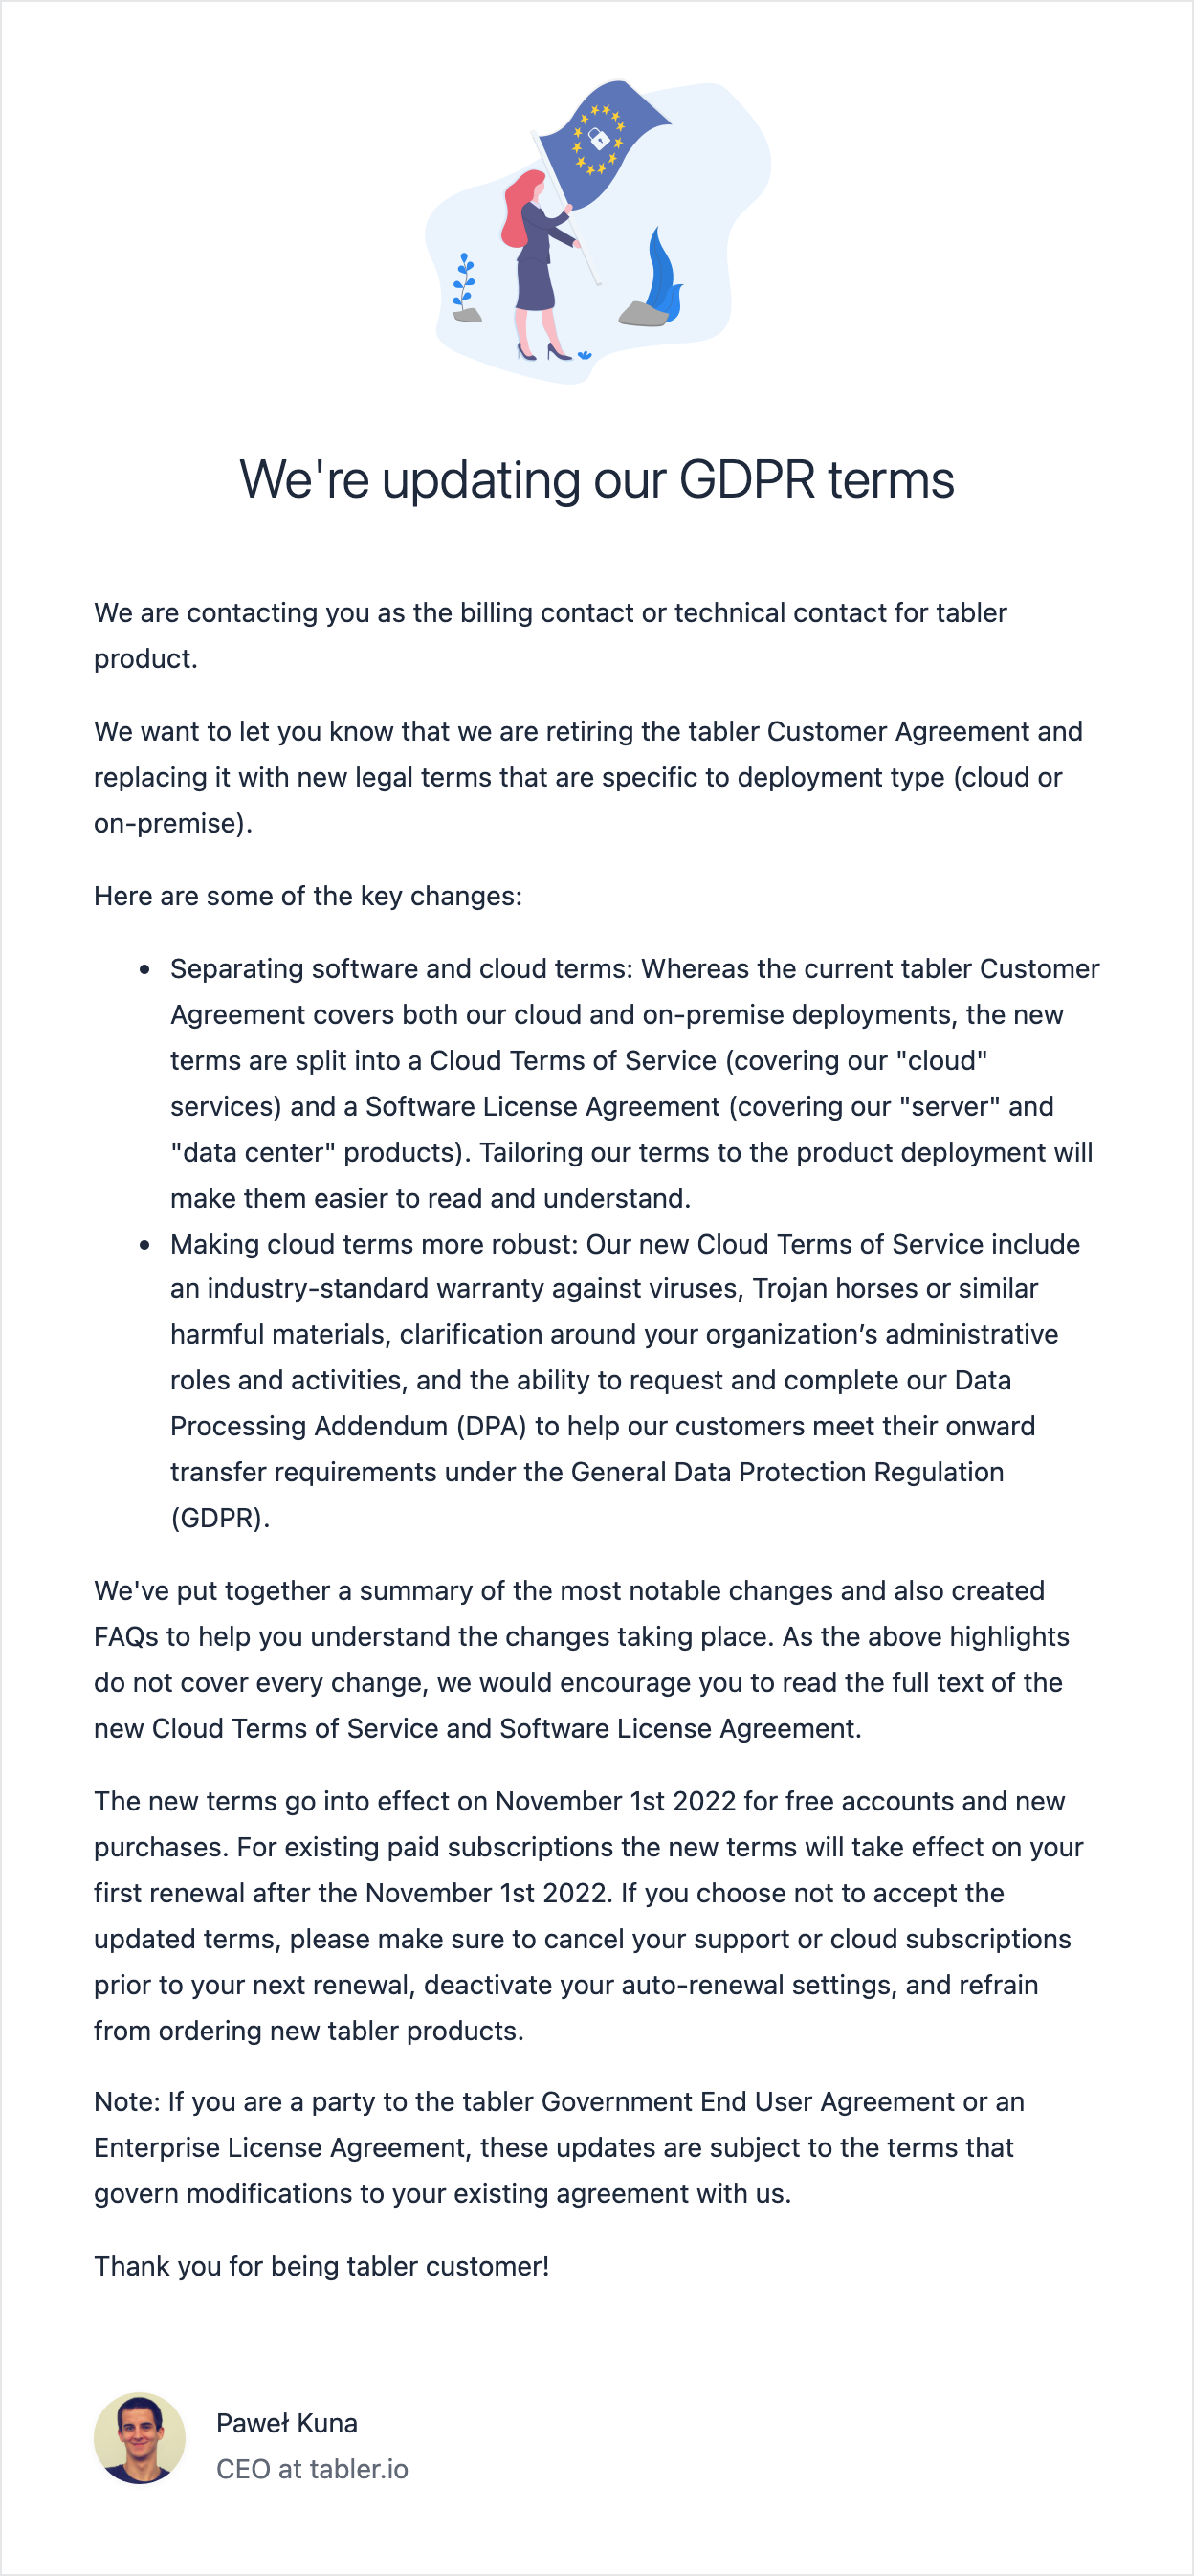 We're updating our GDPR terms
We are contacting you as the billing contact or technical contact for tabler
product.
We want to let you know that we are retiring the tabler Customer Agreement and
replacing it with new legal terms that are specific to deployment type (cloud or
on-premise).
Here are some of the key changes:
• Separating software and cloud terms: Whereas the current tabler Customer
Agreement covers both our cloud and on-premise deployments, the new
terms are split into a Cloud Terms of Service (covering our "cloud"
services) and a Software License Agreement (covering our "server" and
"data center" products). Tailoring our terms to the product deployment will
make them easier to read and understand.
• Making cloud terms more robust: Our new Cloud Terms of Service include
an industry-standard warranty against viruses, Trojan horses or similar
harmful materials, clarification around your organization’s administrative
roles and activities, and the ability to request and complete our Data
Processing Addendum (DPA) to help our customers meet their onward
transfer requirements under the General Data Protection Regulation
(GDPR).
We've put together a summary of the most notable changes and also created
FAQs to help you understand the changes taking place. As the above highlights
do not cover every change, we would encourage you to read the full text of the
new Cloud Terms of Service and Software License Agreement.
The new terms go into effect on November 1st 2022 for free accounts and new
purchases. For existing paid subscriptions the new terms will take effect on your
first renewal after the November 1st 2022. If you choose not to accept the
updated terms, please make sure to cancel your support or cloud subscriptions
prior to your next renewal, deactivate your auto-renewal settings, and refrain
from ordering new tabler products.
Note: If you are a party to the tabler Government End User Agreement or an
Enterprise License Agreement, these updates are subject to the terms that
govern modifications to your existing agreement with us.
Thank you for being tabler customer!
Paweł Kuna
CEO at tabler.io